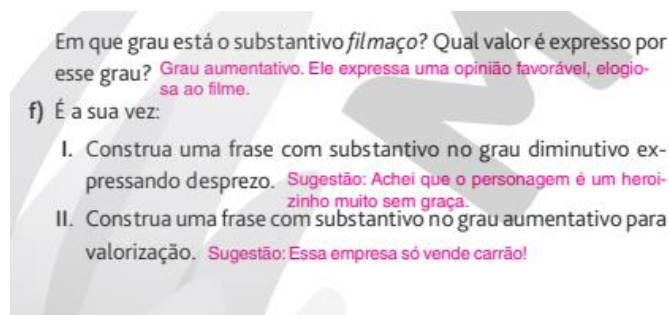 Em que grau está o substantivo filmaço? Qual valor é expresso por
esse grau? Grau aumentativo. Ele expressa uma opinião favorável, elogio-
sa ao filme.
f) É a sua vez:
I. Construa uma frase com substantivo no grau diminutivo ex-
pressando desprezo. Sugestão: Achei que o personagem é um heroi-
zinho muito sem graça.
II. Construa uma frase com substantivo no grau aumentativo para
valorização. Sugestão: Essa empresa só vende carrão!